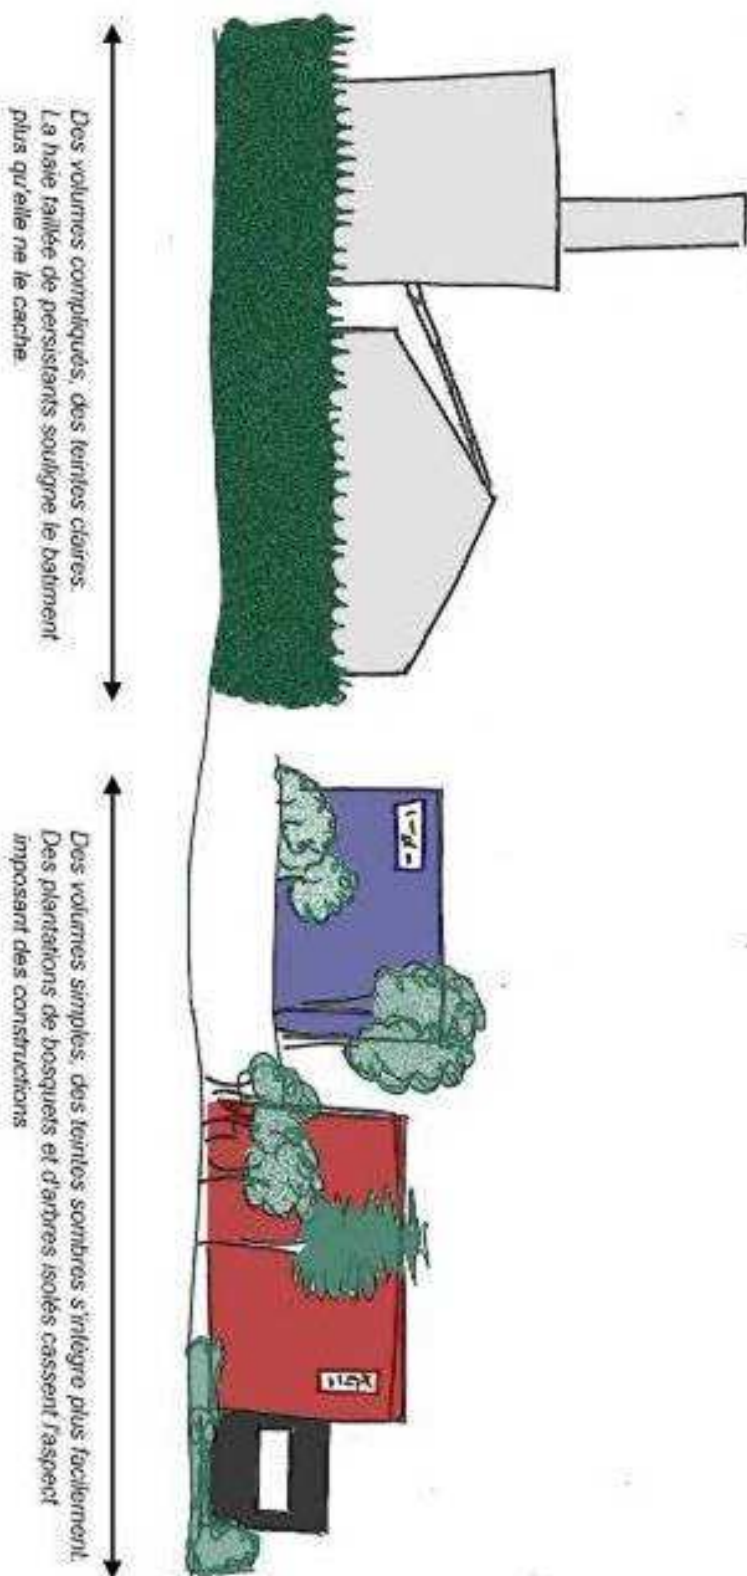 Des volumes compliqués, des teintes claires.
La haie taillée de persistants souligne le batiment
plus qu'elle ne le cache.
Des volumes simples, des teintes sombres s'intègre plus facilement.
Des plantations de bosquets et d'arbres isolés cassent l'aspect
imposant des constructions